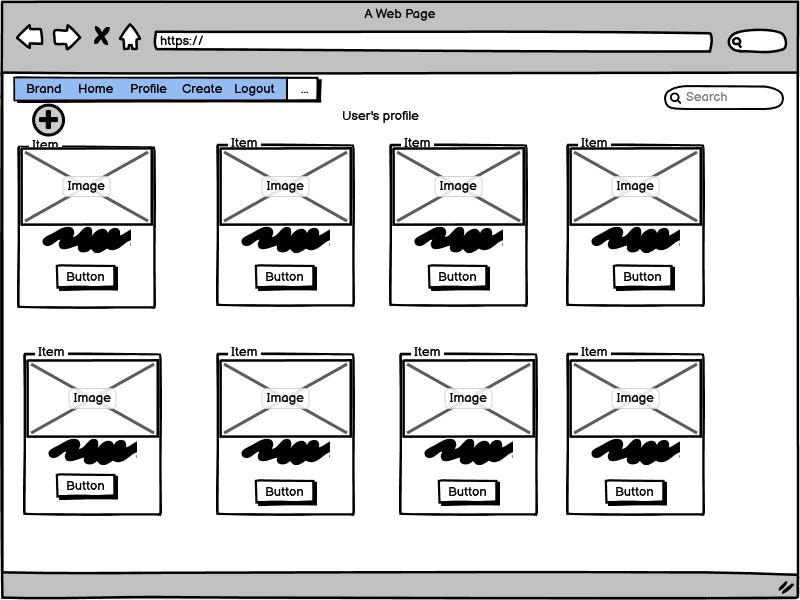 A Web Page
https://
Brand Home Profile Create Logout ...
Search
User's profile
Item Item Item Item
Image Image Image Image
Button Button Button Button
Item Item Item Item
Image Image Image Image
Button Button Button Button